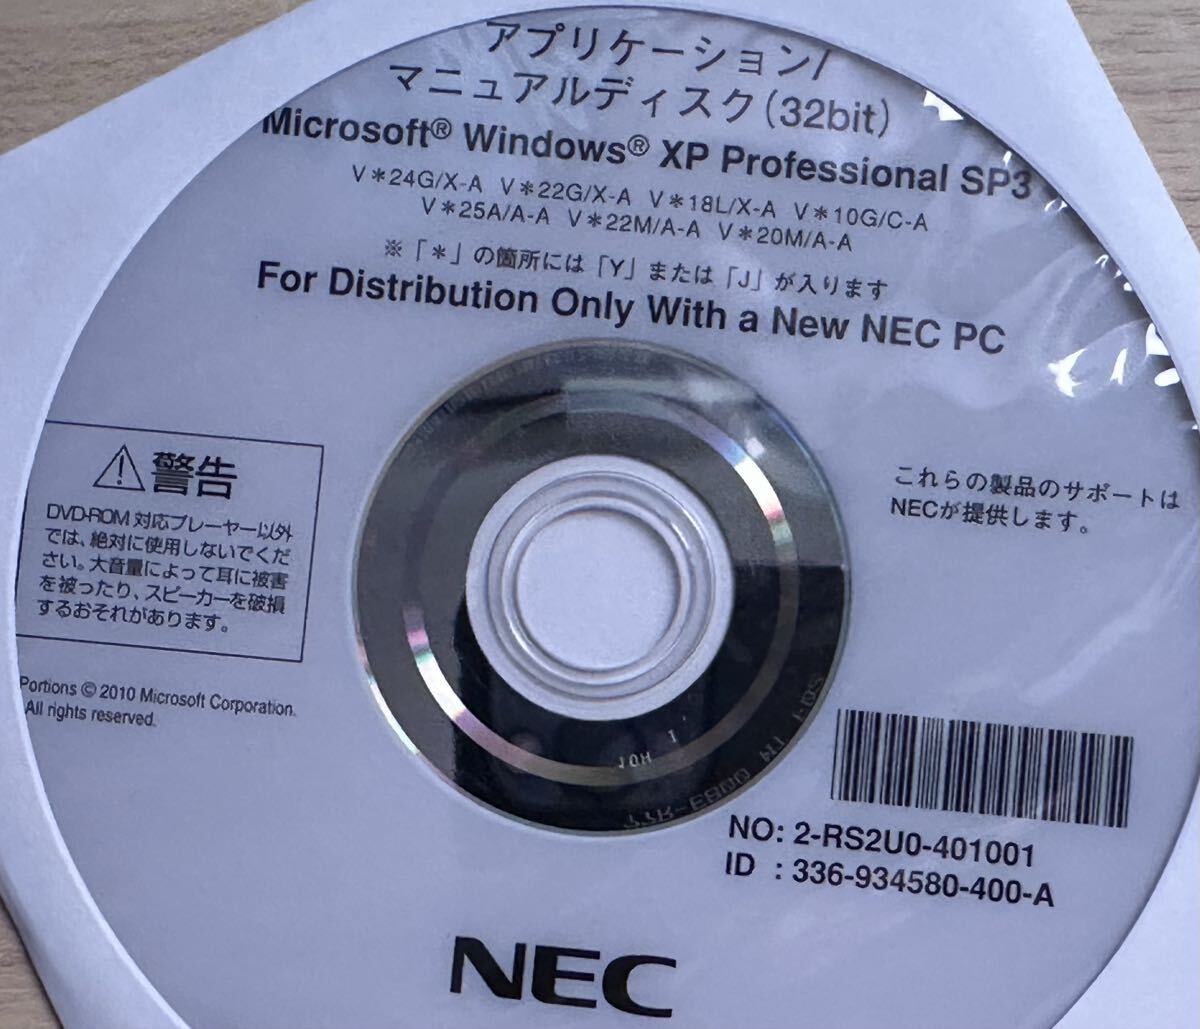 アプリケーション/
マニュアルディスク(32bit)
Microsoft® Windows® XP Professional SP3
V＊24G/X-A V＊22G/X-A V＊18L/X-A V＊10G/C-A
V＊25A/A-A V＊22M/A-A V＊20M/A-A
※「＊」の箇所には「Y」または「J」が入ります
For Distribution Only With a New NEC PC
⚠警告
DVD-ROM 対応プレーヤー以外
では、絶対に使用しないでくだ
さい。大音量によって耳に被害
を被ったり、スピーカーを破損
するおそれがあります。
これらの製品のサポートは
NECが提供します。
Portions © 2010 Microsoft Corporation.
All rights reserved.
NO: 2-RS2U0-401001
ID : 336-934580-400-A
NEC